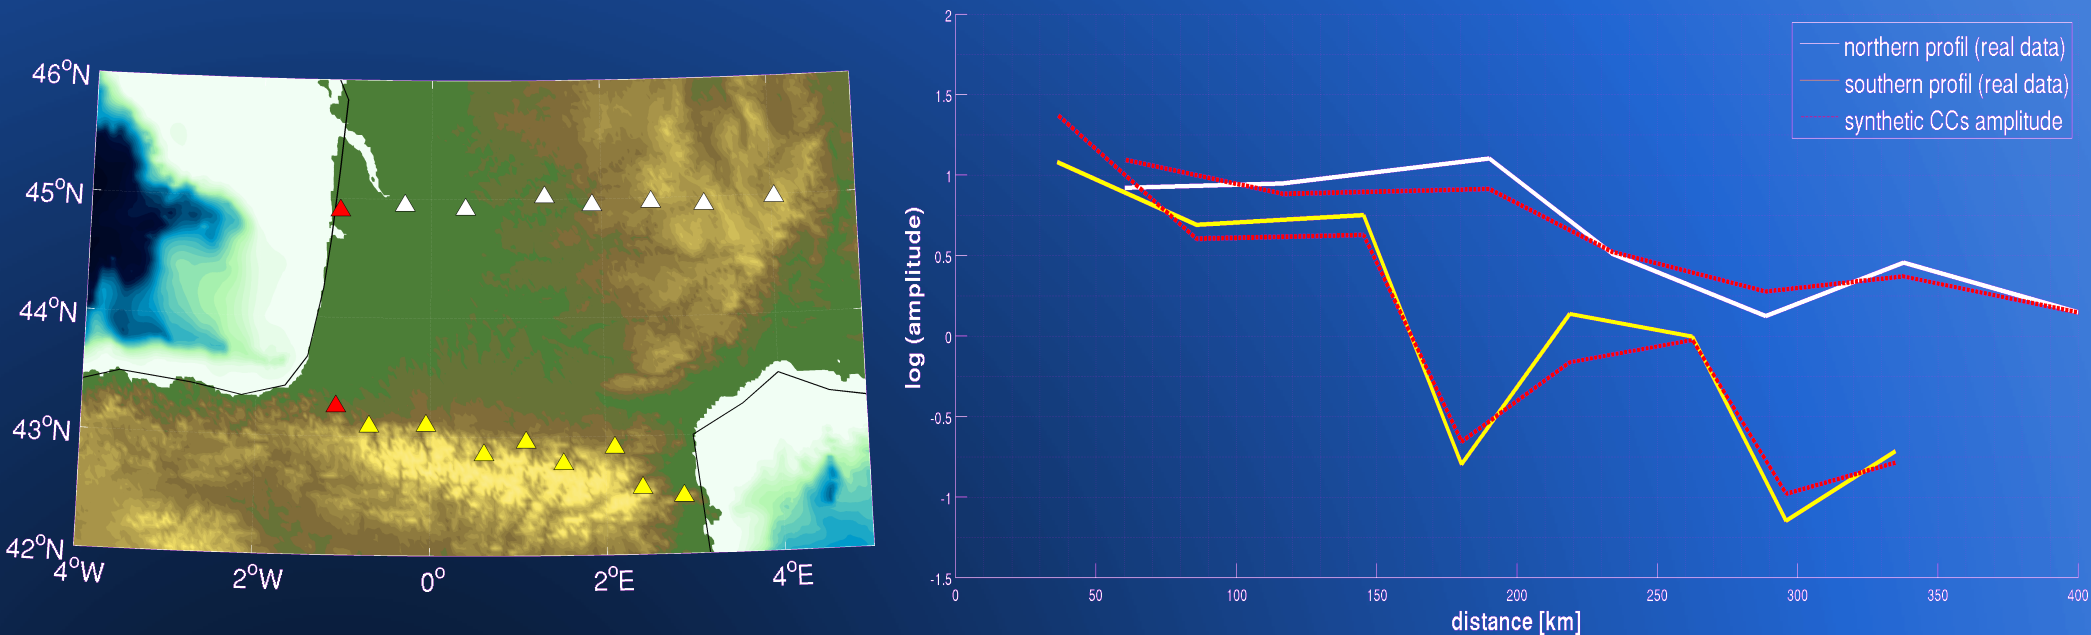 46°N
45°N
44°N
43°N
42°N
4°W
2°W
0°
2°E
4°E
log (amplitude)
2
1.5
1
0.5
0
-0.5
-1
-1.5
0
50
100
150
200
250
300
350
400
distance [km]
northern profil (real data)
southern profil (real data)
synthetic CCs amplitude